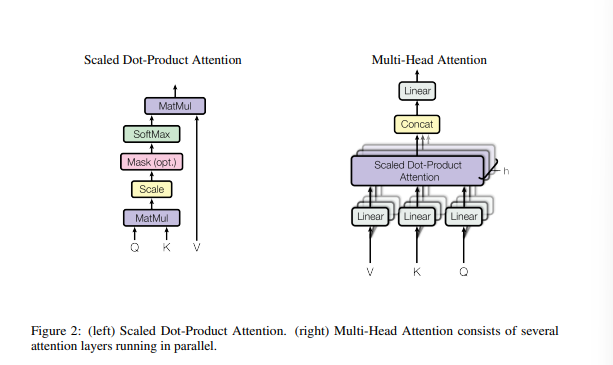 Scaled Dot-Product Attention
MatMul
SoftMax
Mask (opt.)
Scale
MatMul
Q K V
Multi-Head Attention
Linear
Concat
Scaled Dot-Product
Attention
h
Linear Linear Linear
V K Q
Figure 2: (left) Scaled Dot-Product Attention. (right) Multi-Head Attention consists of several
attention layers running in parallel.